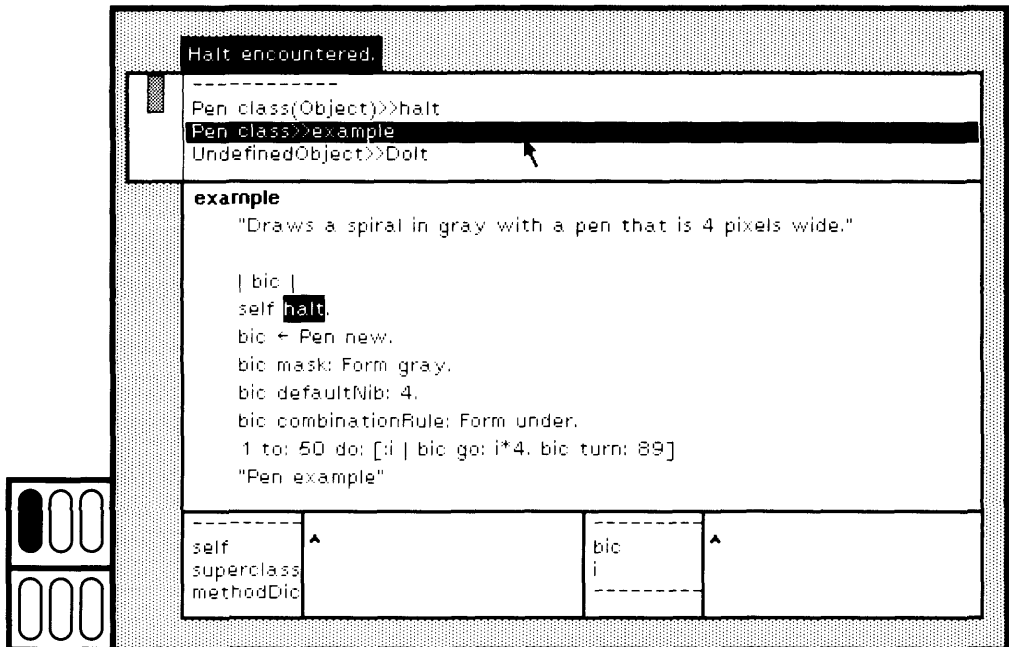 Halt encountered.
-------------
Pen class(Object)>>halt
Pen class>>example
UndefinedObject>>DoIt
example
"Draws a spiral in gray with a pen that is 4 pixels wide."
| bic |
self halt.
bic ← Pen new.
bic mask: Form gray.
bic defaultNib: 4.
bic combinationRule: Form under.
1 to: 50 do: [:i | bic go: i*4. bic turn: 89]
"Pen example"
----------
self
superclass
methodDic
----------
bic
i
----------